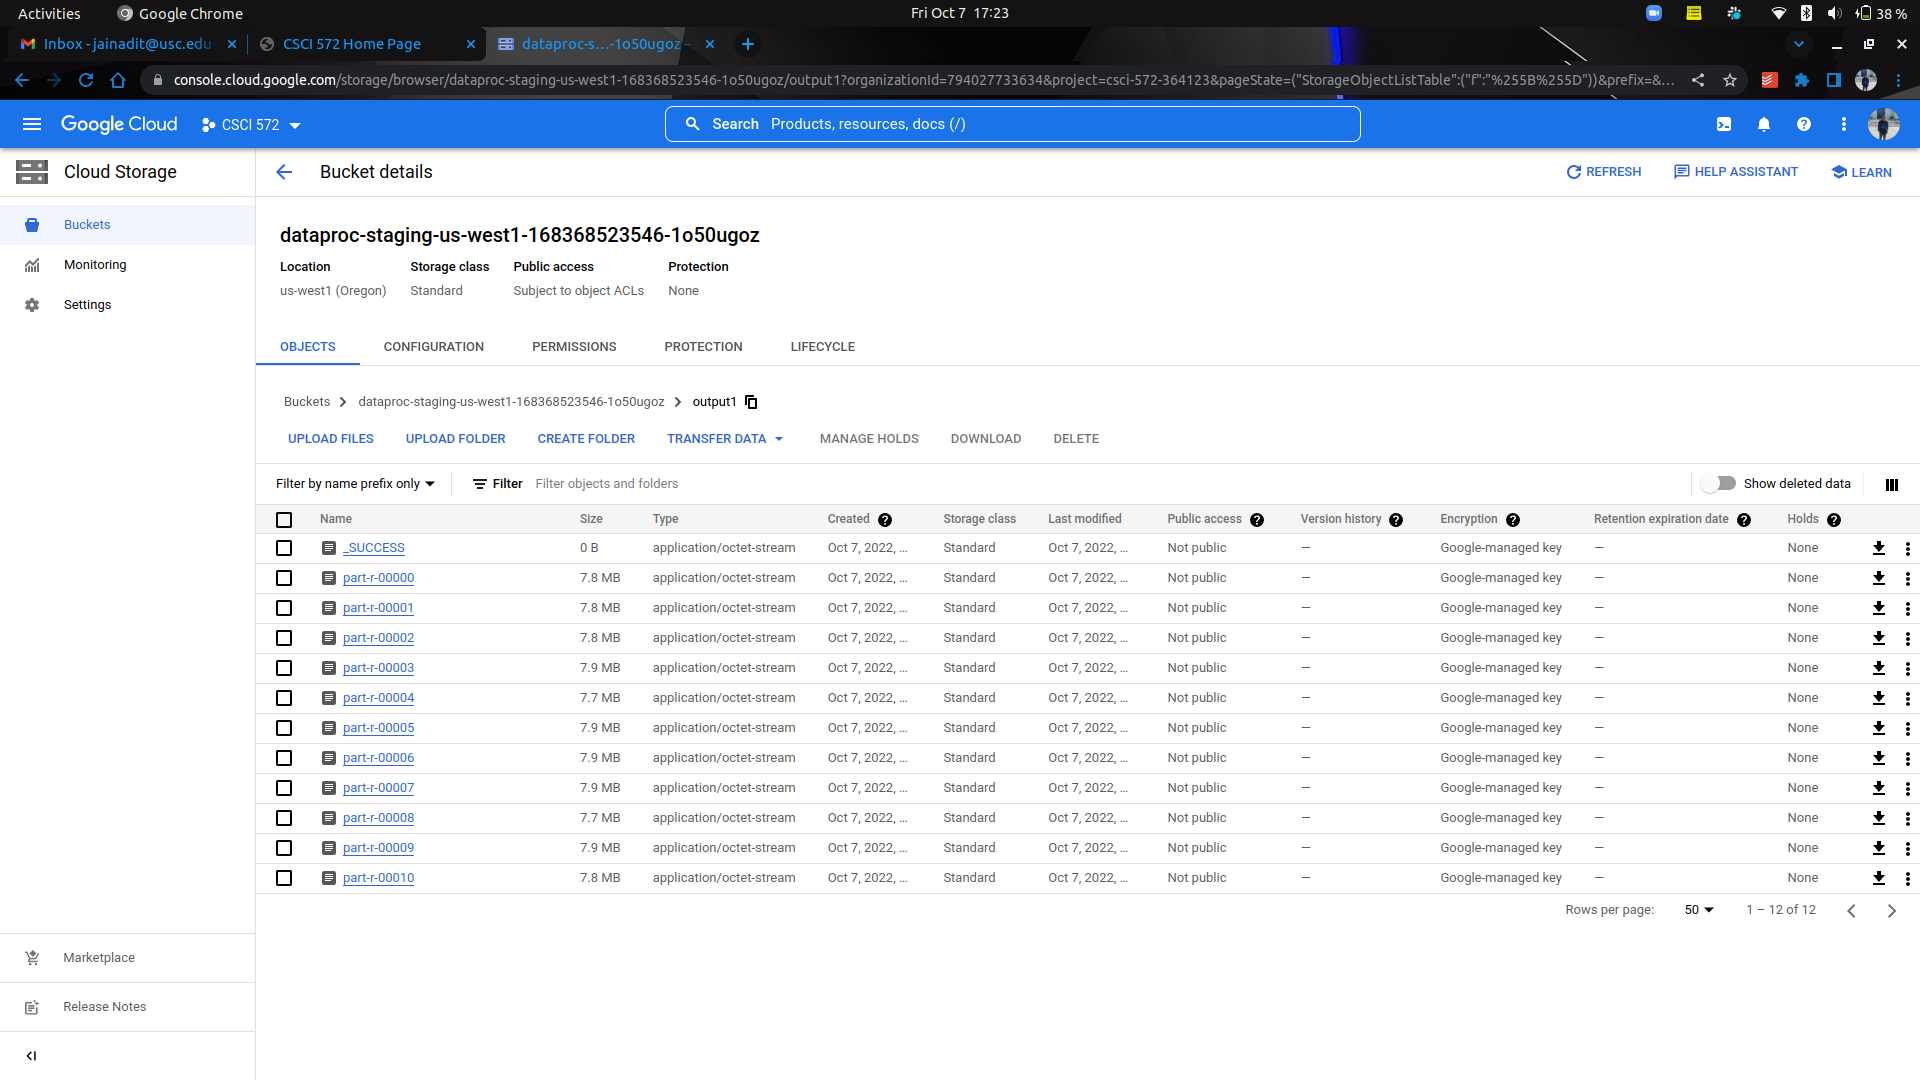 Activities Google Chrome Fri Oct 7 17:23 38 %
Inbox - jainadit@usc.edu CSCI 572 Home Page dataproc-s...-1o50ugoz –
console.cloud.google.com/storage/browser/dataproc-staging-us-west1-168368523546-1o50ugoz/output1?organizationId=794027733634&project=csci-572-364123&pageState=("StorageObjectListTable":("f":"%255B%255D"))&prefix=&...
Google Cloud CSCI 572 Search Products, resources, docs (/)
Cloud Storage Bucket details REFRESH HELP ASSISTANT LEARN
Buckets
Monitoring
Settings
dataproc-staging-us-west1-168368523546-1o50ugoz
Location Storage class Public access Protection
us-west1 (Oregon) Standard Subject to object ACLs None
OBJECTS CONFIGURATION PERMISSIONS PROTECTION LIFECYCLE
Buckets dataproc-staging-us-west1-168368523546-1o50ugoz output1
UPLOAD FILES UPLOAD FOLDER CREATE FOLDER TRANSFER DATA MANAGE HOLDS DOWNLOAD DELETE
Filter by name prefix only Filter Filter objects and folders Show deleted data
Name Size Type Created Storage class Last modified Public access Version history Encryption Retention expiration date Holds
_SUCCESS 0 B application/octet-stream Oct 7, 2022, ... Standard Oct 7, 2022, ... Not public — Google-managed key — None
part-r-00000 7.8 MB application/octet-stream Oct 7, 2022, ... Standard Oct 7, 2022, ... Not public — Google-managed key — None
part-r-00001 7.8 MB application/octet-stream Oct 7, 2022, ... Standard Oct 7, 2022, ... Not public — Google-managed key — None
part-r-00002 7.8 MB application/octet-stream Oct 7, 2022, ... Standard Oct 7, 2022, ... Not public — Google-managed key — None
part-r-00003 7.9 MB application/octet-stream Oct 7, 2022, ... Standard Oct 7, 2022, ... Not public — Google-managed key — None
part-r-00004 7.7 MB application/octet-stream Oct 7, 2022, ... Standard Oct 7, 2022, ... Not public — Google-managed key — None
part-r-00005 7.9 MB application/octet-stream Oct 7, 2022, ... Standard Oct 7, 2022, ... Not public — Google-managed key — None
part-r-00006 7.9 MB application/octet-stream Oct 7, 2022, ... Standard Oct 7, 2022, ... Not public — Google-managed key — None
part-r-00007 7.9 MB application/octet-stream Oct 7, 2022, ... Standard Oct 7, 2022, ... Not public — Google-managed key — None
part-r-00008 7.7 MB application/octet-stream Oct 7, 2022, ... Standard Oct 7, 2022, ... Not public — Google-managed key — None
part-r-00009 7.9 MB application/octet-stream Oct 7, 2022, ... Standard Oct 7, 2022, ... Not public — Google-managed key — None
part-r-00010 7.8 MB application/octet-stream Oct 7, 2022, ... Standard Oct 7, 2022, ... Not public — Google-managed key — None
Rows per page: 50 1 – 12 of 12
Marketplace
Release Notes